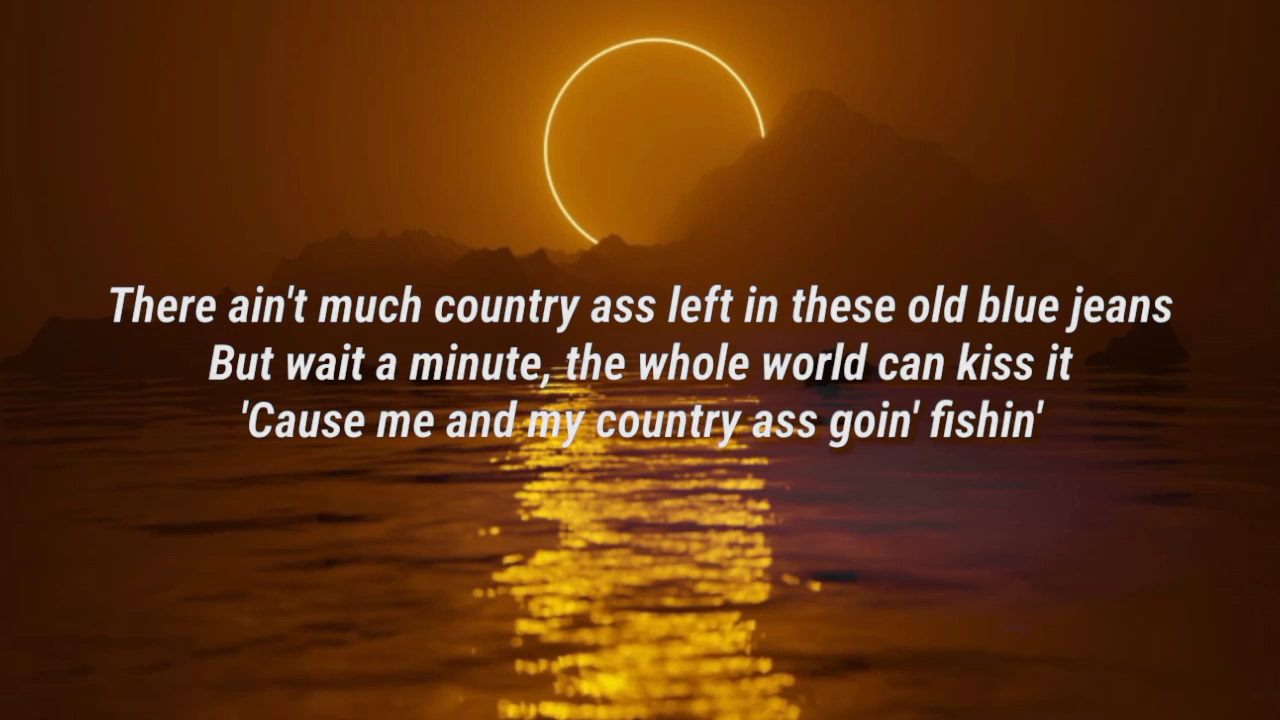 There ain't much country ass left in these old blue jeans
But wait a minute, the whole world can kiss it
'Cause me and my country ass goin' fishin'